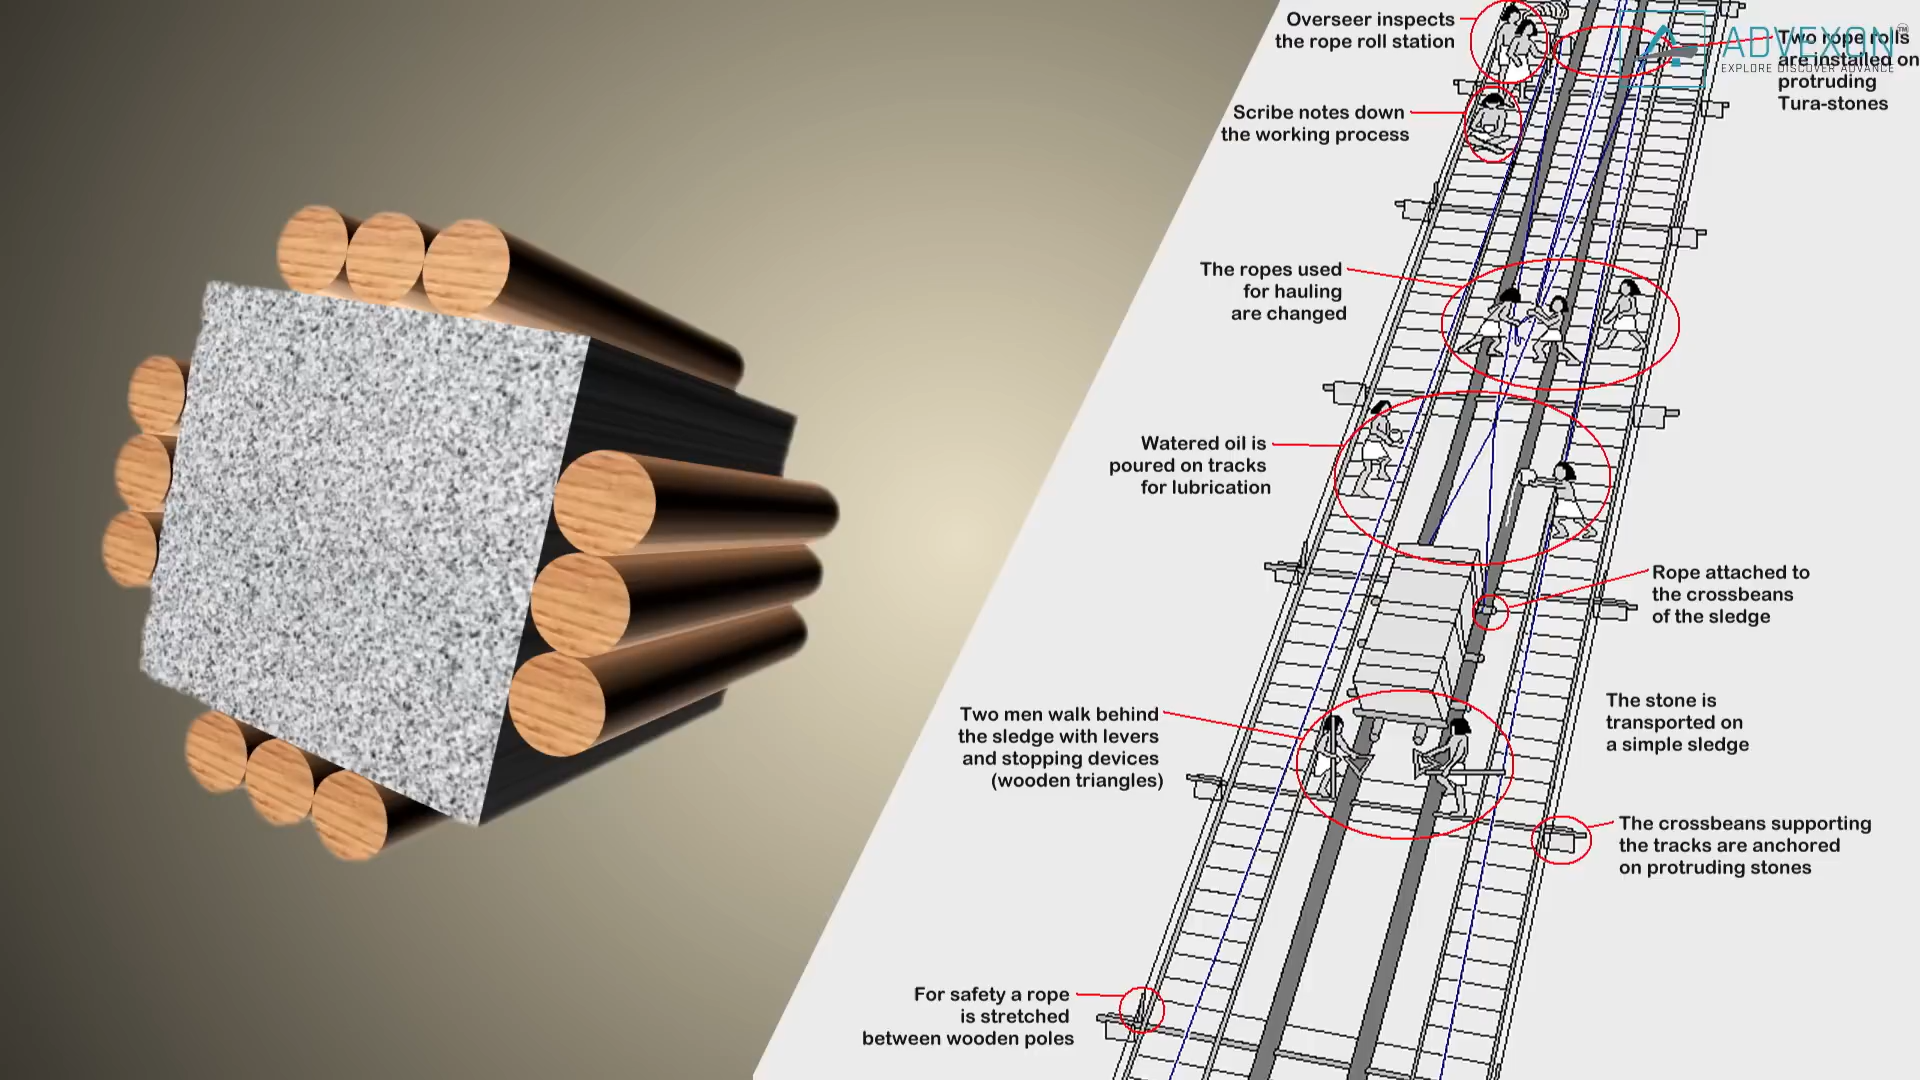 Overseer inspects
the rope roll station
ADVEXON
™
EXPLORE DISCOVER ADVANCE
Two rope rolls
are installed on
protruding
Tura-stones
Scribe notes down
the working process
The ropes used
for hauling
are changed
Watered oil is
poured on tracks
for lubrication
Rope attached to
the crossbeans
of the sledge
The stone is
transported on
a simple sledge
Two men walk behind
the sledge with levers
and stopping devices
(wooden triangles)
The crossbeans supporting
the tracks are anchored
on protruding stones
For safety a rope
is stretched
between wooden poles